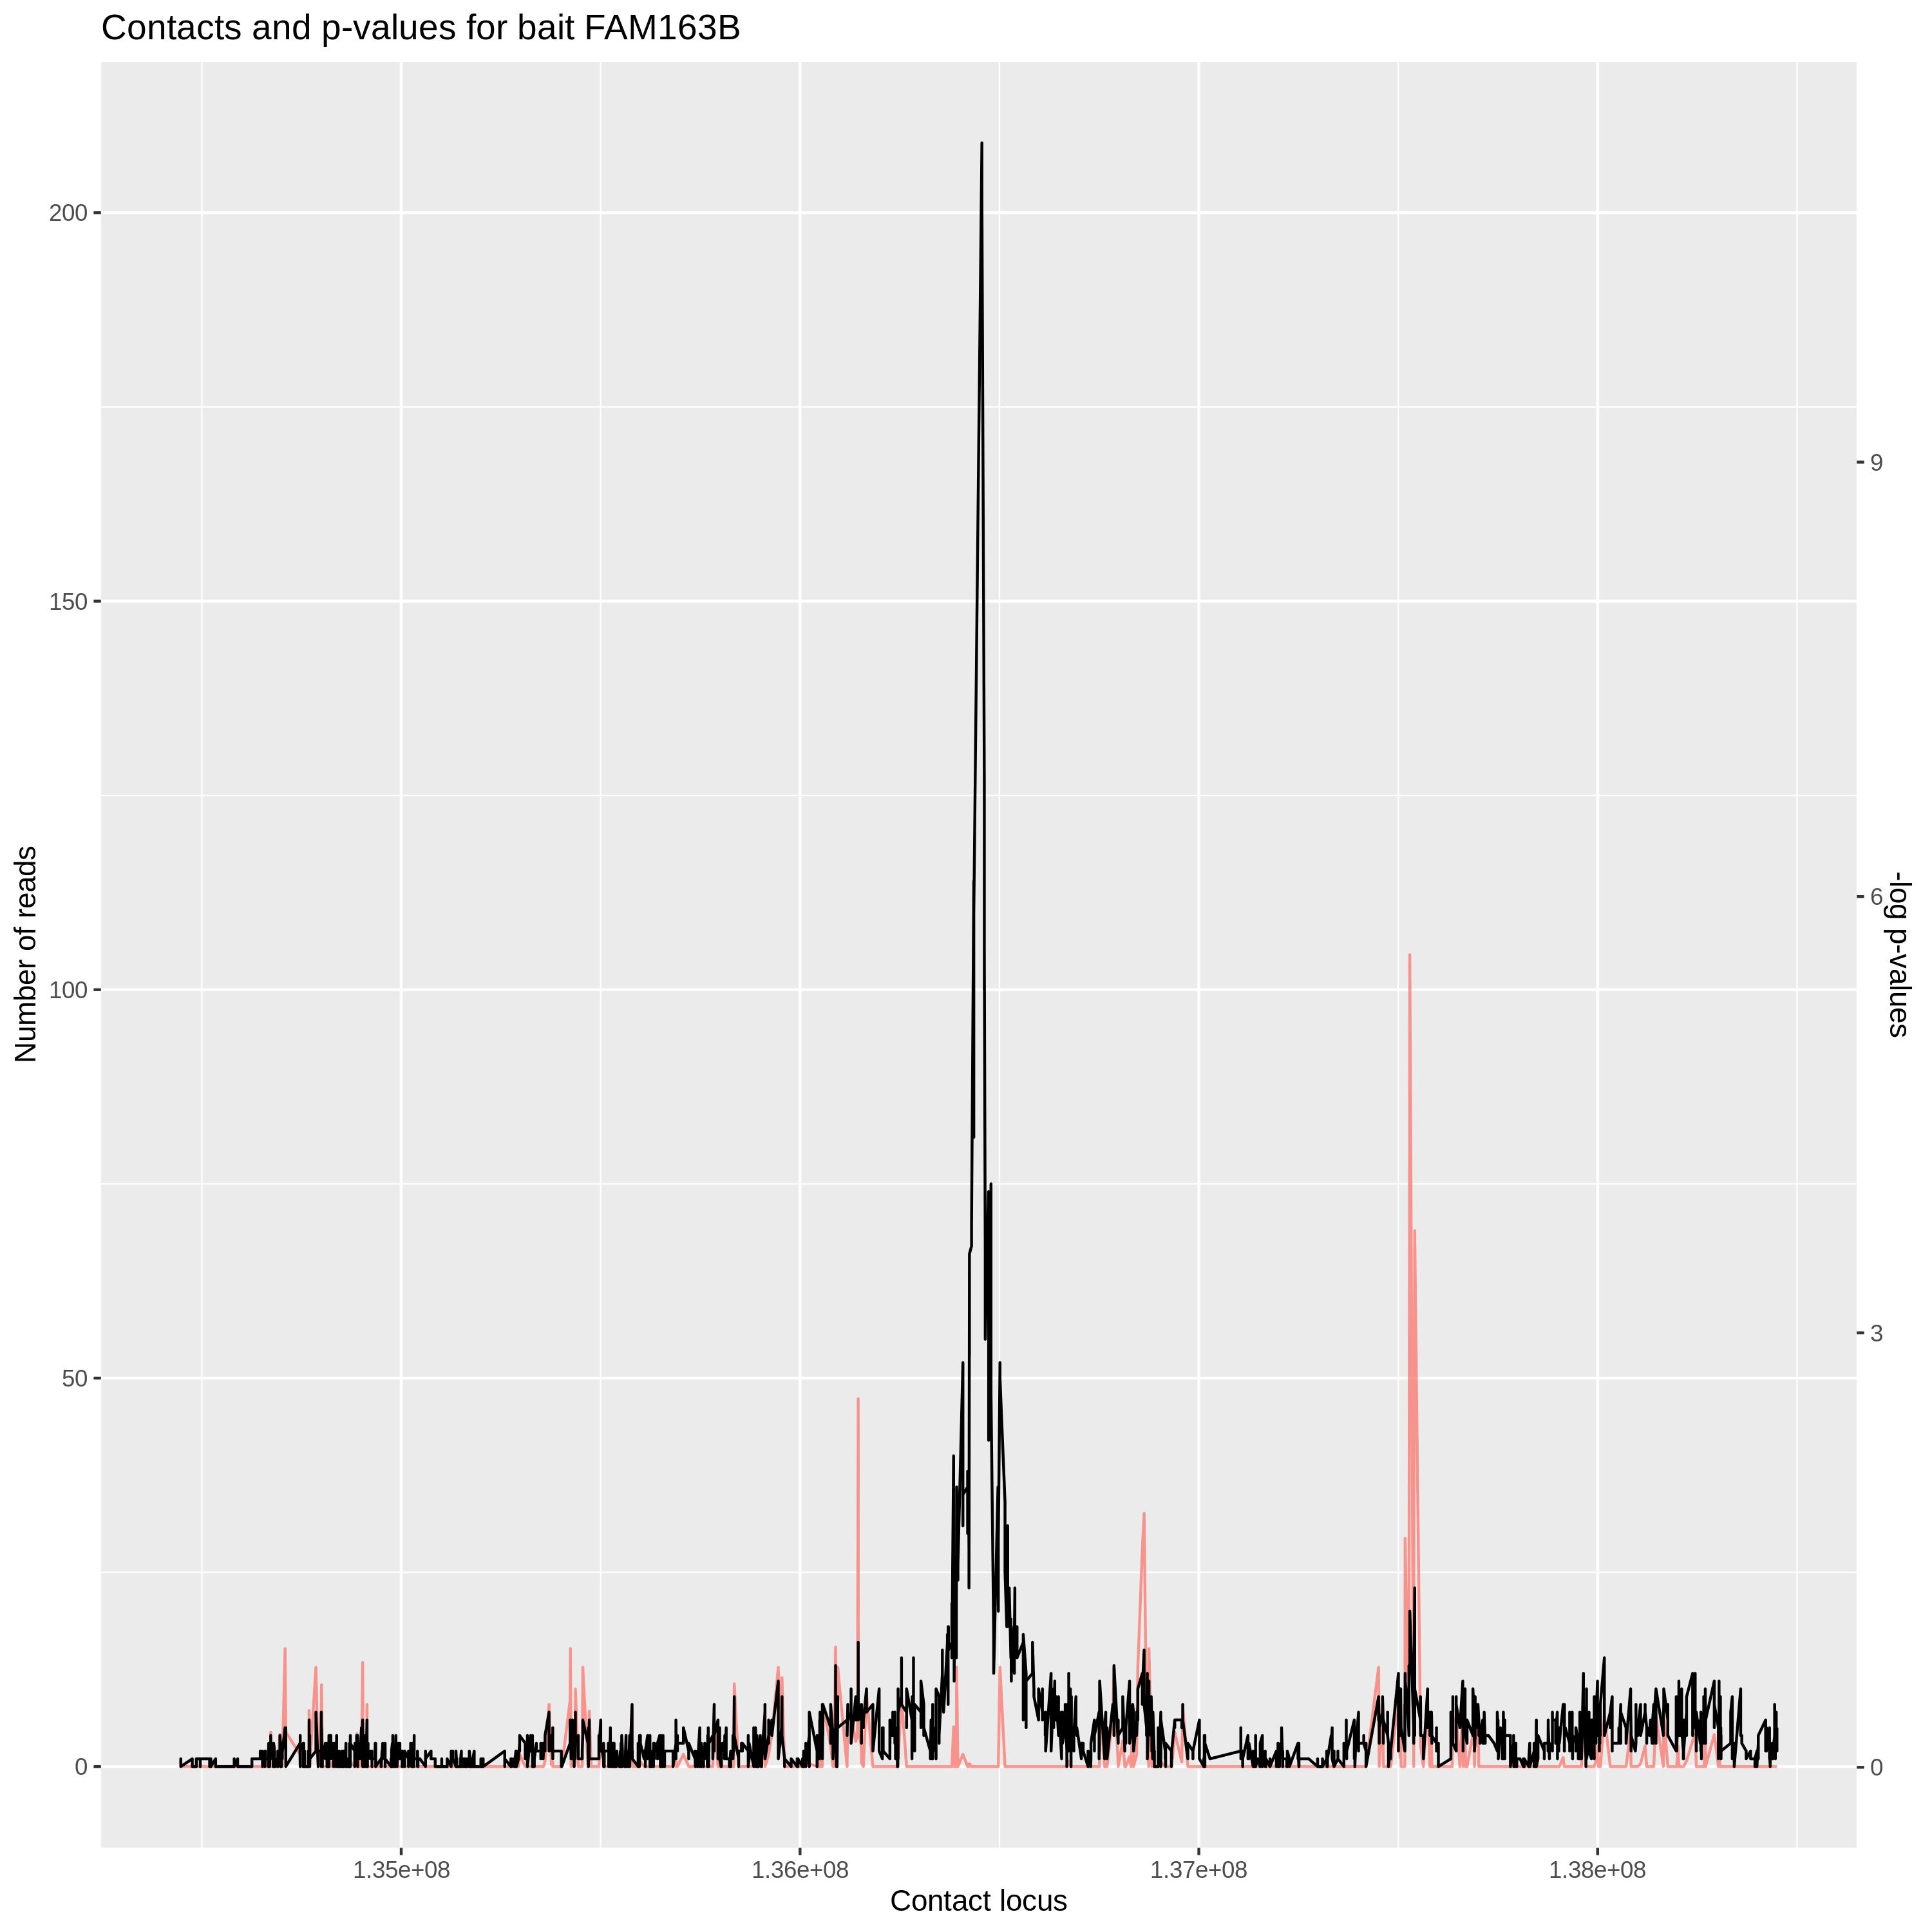 Contacts and p-values for bait FAM163B
200
150
100
50
0
Number of reads
9
6
3
0
-log p-values
1.35e+08
1.36e+08
1.37e+08
1.38e+08
Contact locus